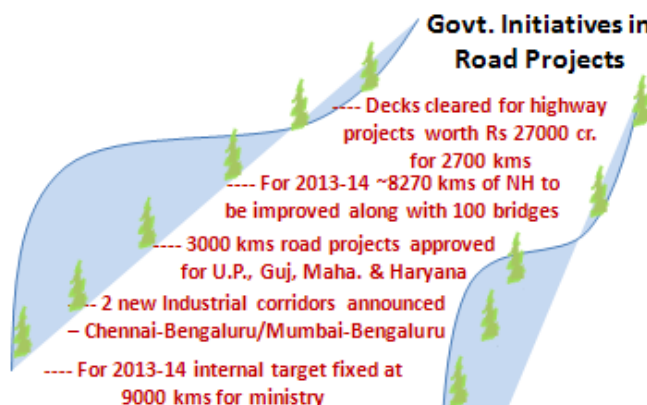 Govt. Initiatives in
Road Projects
---- Decks cleared for highway
projects worth Rs 27000 cr.
for 2700 kms
---- For 2013-14 ~8270 kms of NH to
be improved along with 100 bridges
---- 3000 kms road projects approved
for U.P., Guj, Maha. & Haryana
---- 2 new Industrial corridors announced
– Chennai-Bengaluru/Mumbai-Bengaluru
---- For 2013-14 internal target fixed at
9000 kms for ministry